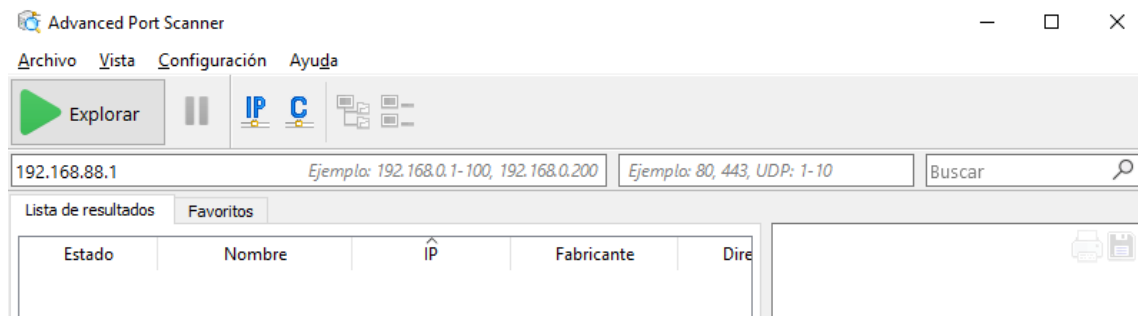 Advanced Port Scanner
Archivo Vista Configuración Ayuda
Explorar IP C
192.168.88.1 Ejemplo: 192.168.0.1-100, 192.168.0.200 Ejemplo: 80, 443, UDP: 1-10 Buscar
Lista de resultados Favoritos
Estado Nombre IP Fabricante Dire